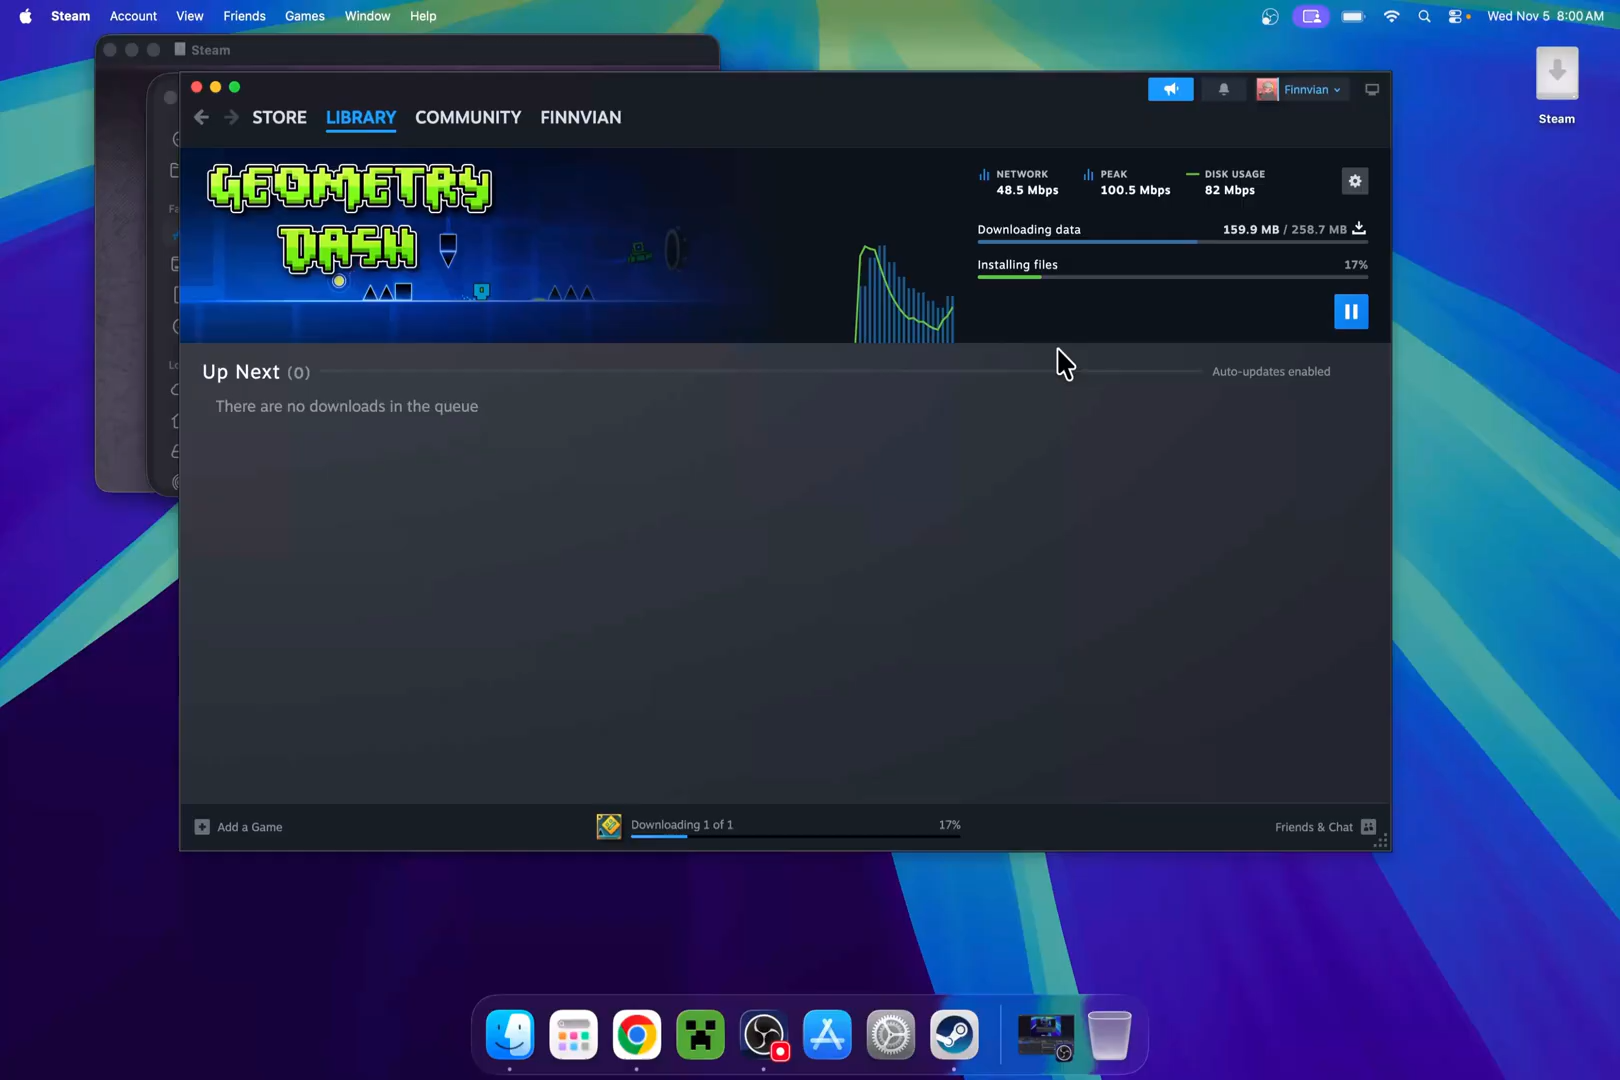 Steam Account View Friends Games Window Help Wed Nov 5 8:00 AM
Steam
Steam
Finnvian
STORE LIBRARY COMMUNITY FINNVIAN
GEOMETRY
DASH
NETWORK
48.5 Mbps
PEAK
100.5 Mbps
DISK USAGE
82 Mbps
Downloading data 159.9 MB / 258.7 MB
Installing files 17%
Up Next (0) Auto-updates enabled
There are no downloads in the queue
Fa
Lo
Add a Game Downloading 1 of 1 17% Friends & Chat